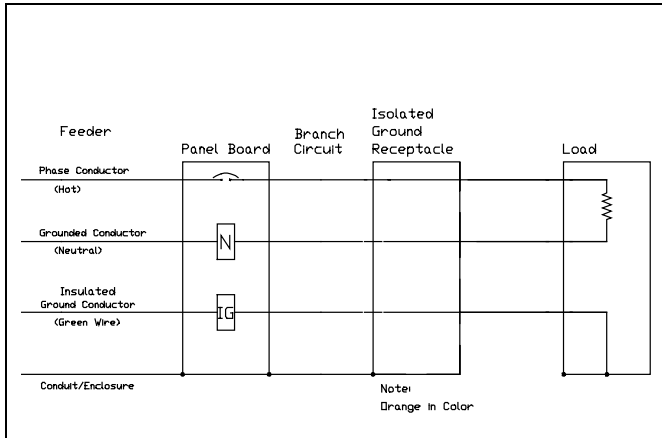 Feeder
Panel Board
Branch
Circuit
Isolated
Ground
Receptacle
Load
Phase Conductor
(Hot)
Grounded Conductor
(Neutral)
N
Insulated
Ground Conductor
(Green Wire)
IG
Conduit/Enclosure
Note:
Orange in Color